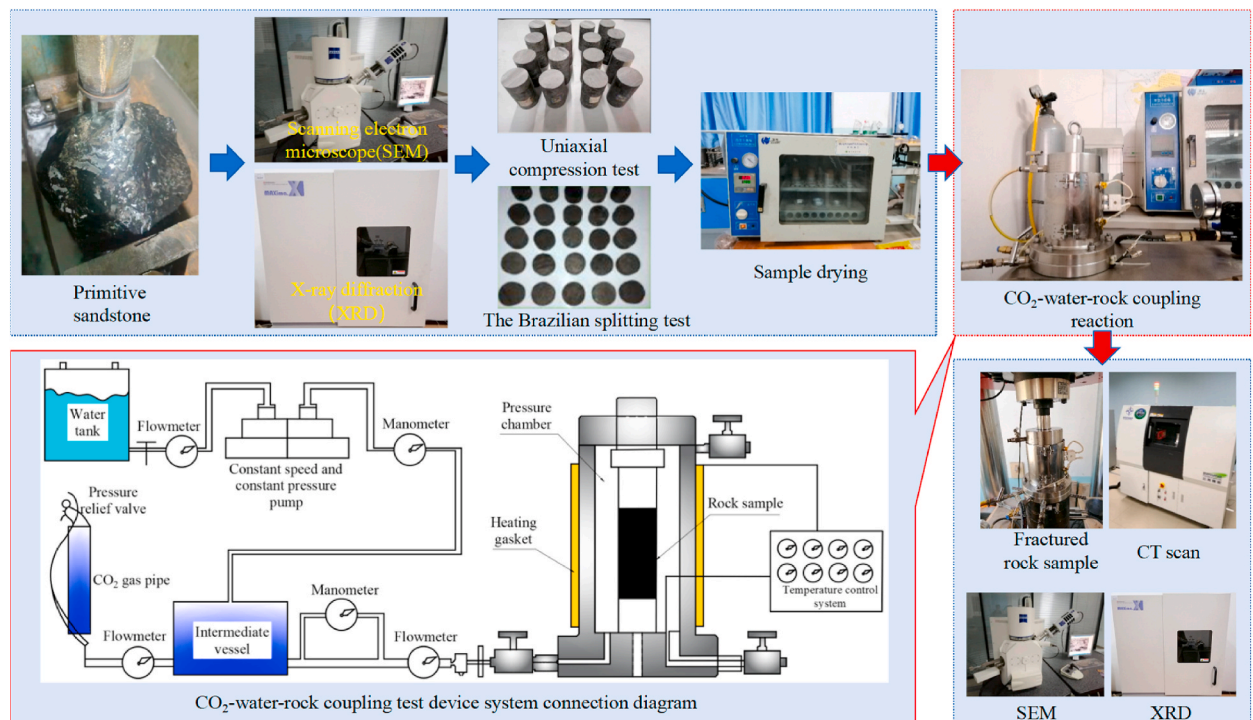 Primitive
sandstone
Scanning electron
microscope(SEM)
X-ray diffraction
(XRD)
Uniaxial
compression test
The Brazilian splitting test
Sample drying
CO₂-water-rock coupling
reaction
Water
tank
Flowmeter
Constant speed and
constant pressure
pump
Manometer
Pressure
relief valve
CO₂ gas pipe
Flowmeter
Intermediate
vessel
Manometer
Flowmeter
Pressure
chamber
Heating
gasket
Rock sample
Temperature control
system
CO₂-water-rock coupling test device system connection diagram
Fractured
rock sample
CT scan
SEM
XRD